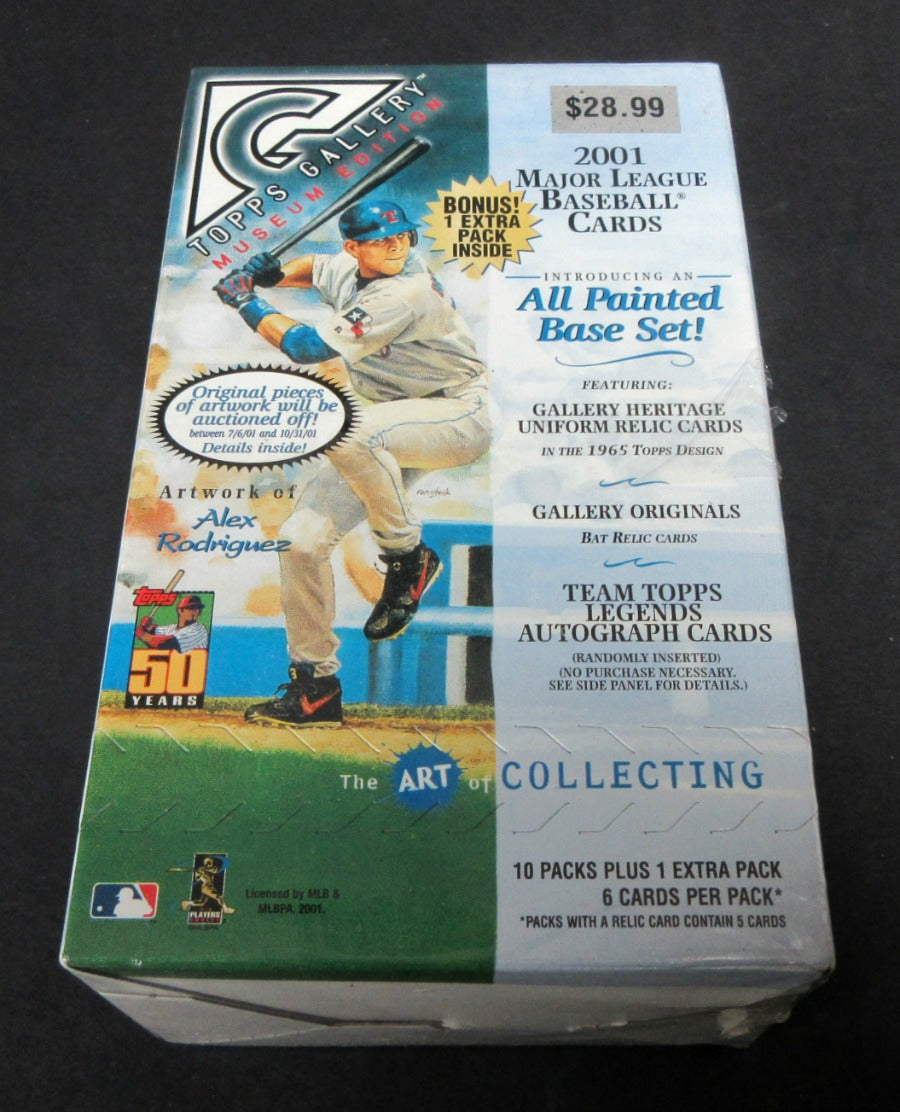 TOPPS GALLERY™
MUSEUM EDITION
$28.99
2001
MAJOR LEAGUE
BASEBALL®
CARDS
BONUS!
1 EXTRA
PACK
INSIDE
INTRODUCING AN
All Painted
Base Set!
T
FEATURING:
GALLERY HERITAGE
UNIFORM RELIC CARDS
IN THE 1965 TOPPS DESIGN
GALLERY ORIGINALS
BAT RELIC CARDS
TEAM TOPPS
LEGENDS
AUTOGRAPH CARDS
(RANDOMLY INSERTED)
(NO PURCHASE NECESSARY.
SEE SIDE PANEL FOR DETAILS.)
Original pieces
of artwork will be
auctioned off!
between 7/6/01 and 10/31/01
Details inside!
Artwork of
Alex
Rodriguez
Topps
50
YEARS
The ART of COLLECTING
10 PACKS PLUS 1 EXTRA PACK
6 CARDS PER PACK*
*PACKS WITH A RELIC CARD CONTAIN 5 CARDS
PLAYERS
©MLBPA
Licensed by MLB &
MLBPA, 2001.